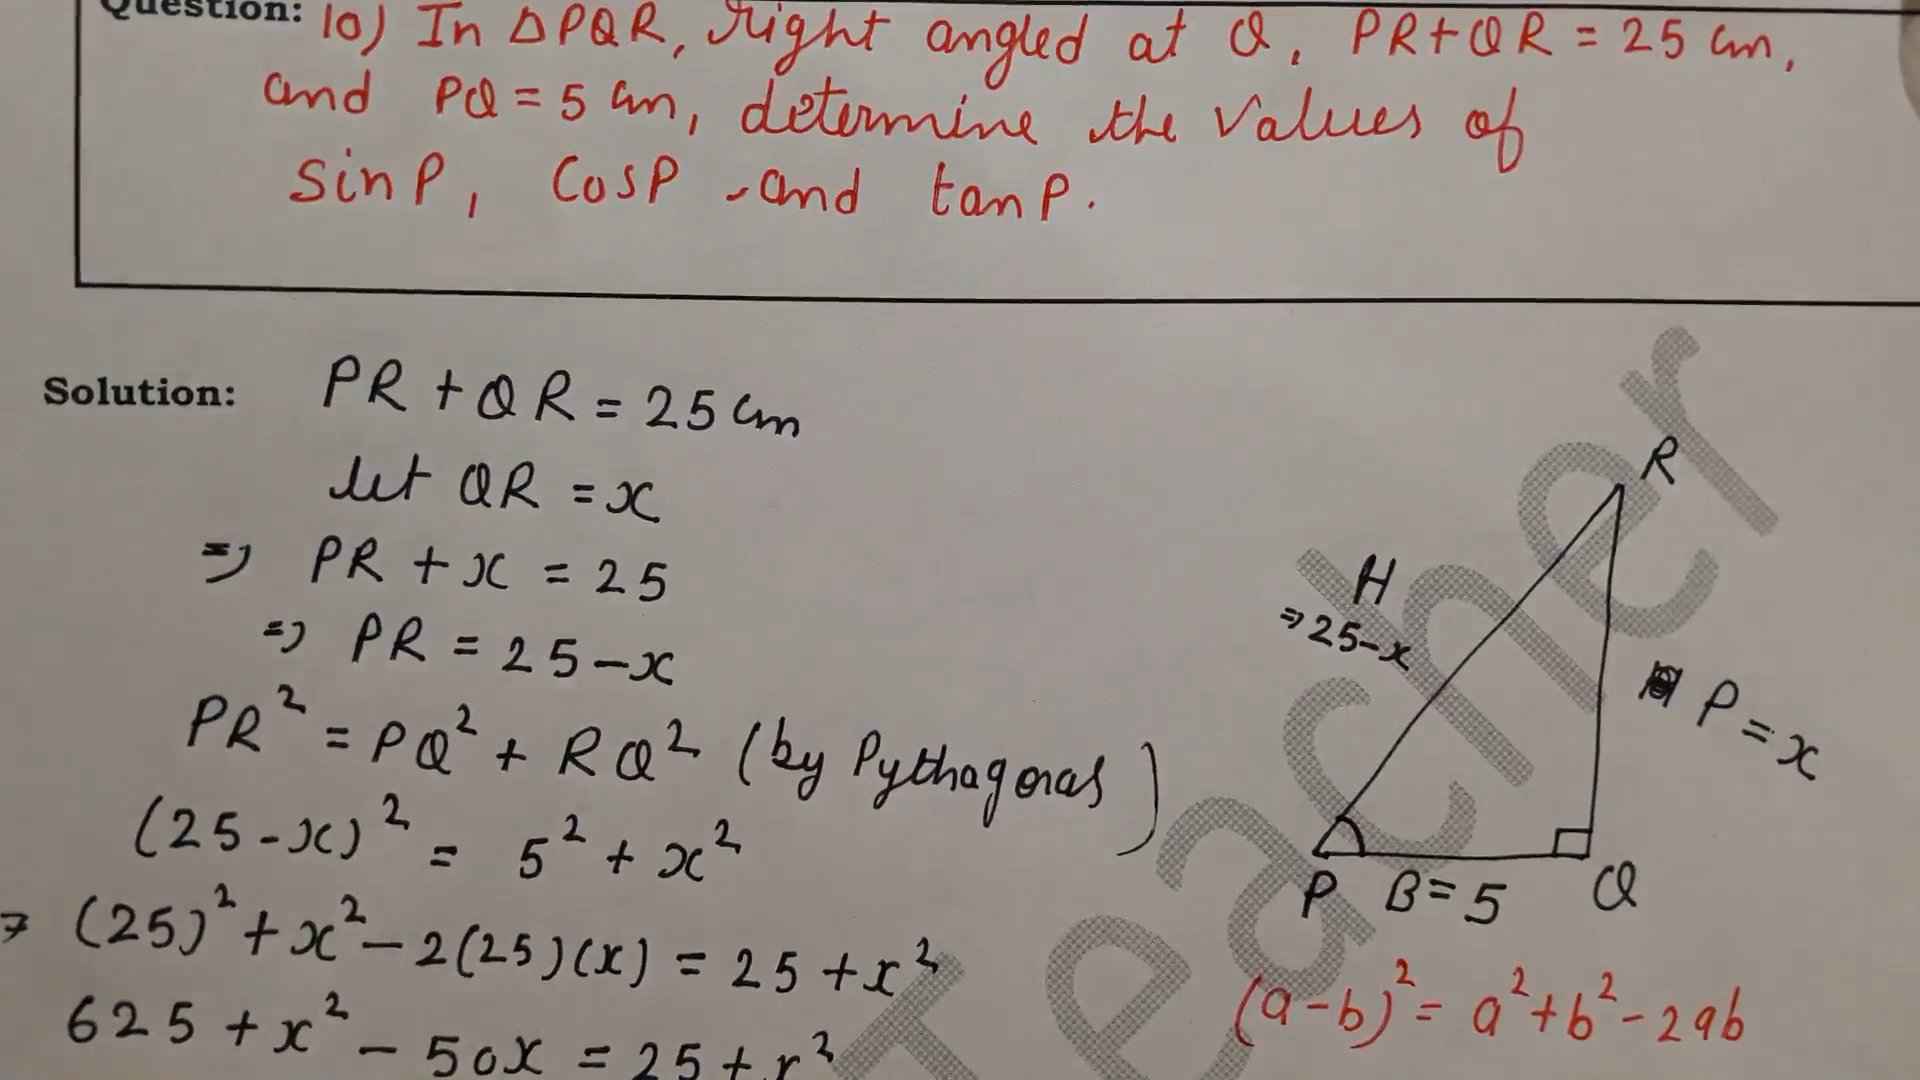 Question: 10) In ΔPQR, right angled at Q, PR+QR = 25 cm,
and PQ = 5 cm, determine the values of
sin P, Cos P and tan P.
Solution: PR + QR = 25 cm
let QR = x
⇒ PR + x = 25
⇒ PR = 25 – x
PR² = PQ² + RQ² (by Pythagoras)
(25 - x)² = 5² + x²
⇒ (25)² + x² – 2(25)(x) = 25 + x²
625 + x² – 50x = 25 + x²
R
H
⇒ 25 – x
P = x
P B = 5 Q
(a – b)² = a² + b² – 2ab
Teacher